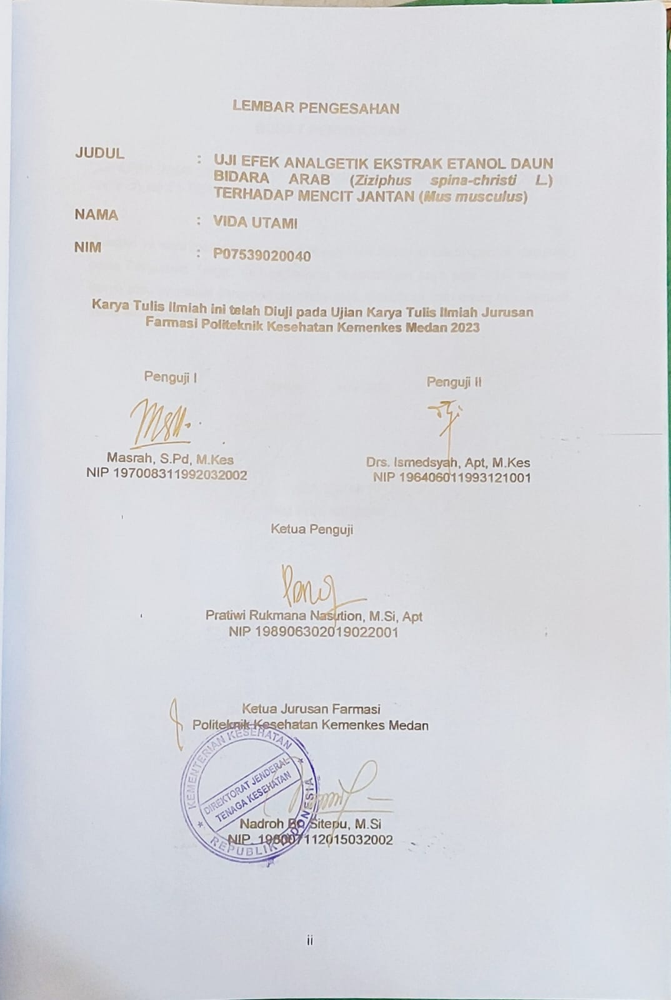 LEMBAR PENGESAHAN
JUDUL : UJI EFEK ANALGETIK EKSTRAK ETANOL DAUN
BIDARA ARAB (Ziziphus spina-christi L.)
TERHADAP MENCIT JANTAN (Mus musculus)
NAMA : VIDA UTAMI
NIM : P07539020040
Karya Tulis Ilmiah ini telah Diuji pada Ujian Karya Tulis Ilmiah Jurusan
Farmasi Politeknik Kesehatan Kemenkes Medan 2023
Penguji I
Penguji II
Masrah, S.Pd, M.Kes
NIP 197008311992032002
Drs. Ismedsyah, Apt, M.Kes
NIP 196406011993121001
Ketua Penguji
Pratiwi Rukmana Nasution, M.Si, Apt
NIP 198906302019022001
Ketua Jurusan Farmasi
Politeknik Kesehatan Kemenkes Medan
KEMENTERIAN KESEHATAN
DIREKTORAT JENDERAL
TENAGA KESEHATAN
REPUBLIK INDONESIA
Nadroh Br Sitepu, M.Si
NIP. 198007112015032002
ii